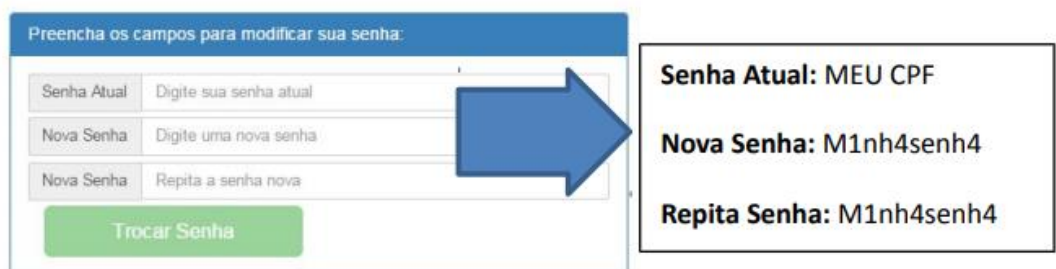 Preencha os campos para modificar sua senha:
Senha Atual Digite sua senha atual
Nova Senha Digite uma nova senha
Nova Senha Repita a senha nova
Trocar Senha
Senha Atual: MEU CPF
Nova Senha: M1nh4senh4
Repita Senha: M1nh4senh4